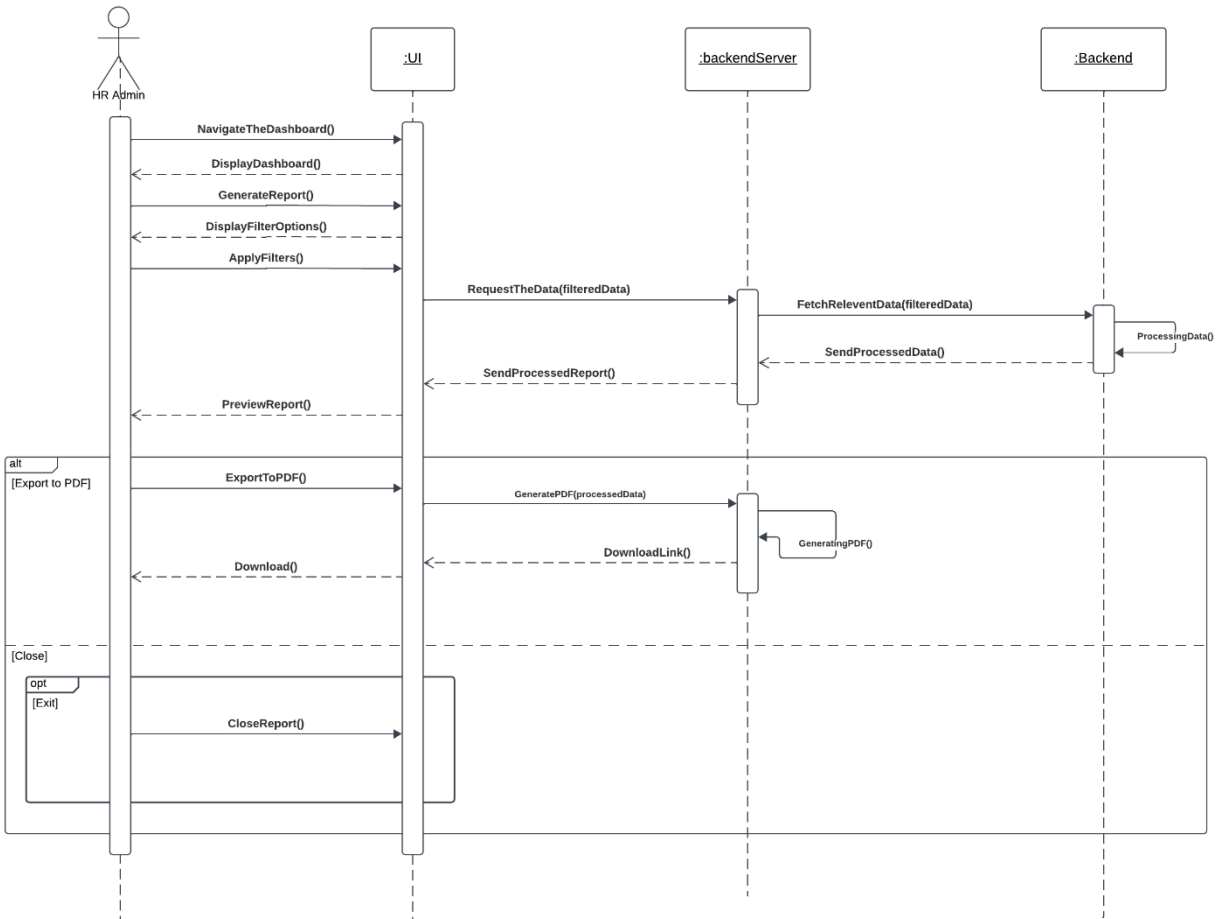 :UI
:backendServer
:Backend
HR Admin
NavigateTheDashboard()
DisplayDashboard()
GenerateReport()
DisplayFilterOptions()
ApplyFilters()
RequestTheData(filteredData)
FetchReleventData(filteredData)
ProcessingData()
SendProcessedData()
SendProcessedReport()
PreviewReport()
alt
[Export to PDF]
ExportToPDF()
GeneratePDF(processedData)
GeneratingPDF()
DownloadLink()
Download()
[Close]
opt
[Exit]
CloseReport()